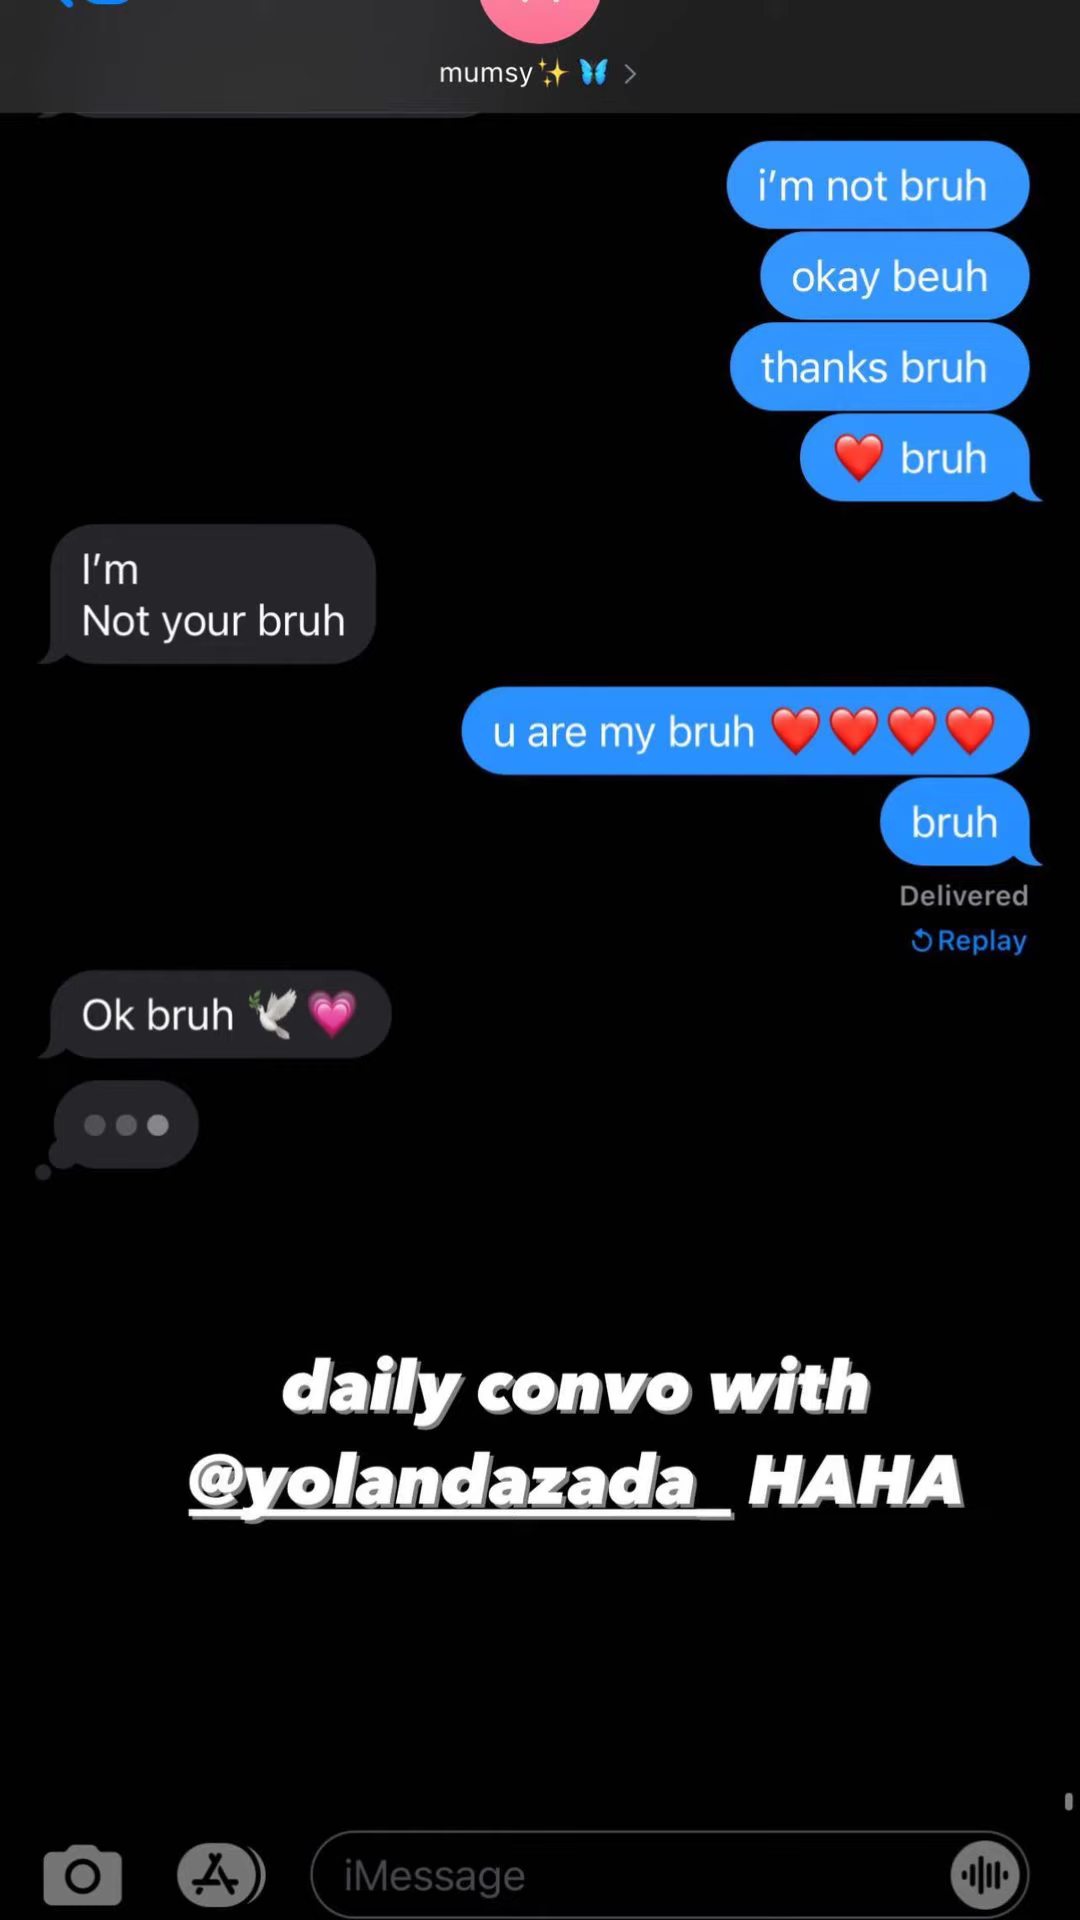 mumsy✨🦋
i’m not bruh
okay beuh
thanks bruh
❤️ bruh
I’m
Not your bruh
u are my bruh ❤️❤️❤️❤️
bruh
Delivered
Replay
Ok bruh 🕊️💗
daily convo with
@yolandazada_ HAHA
iMessage